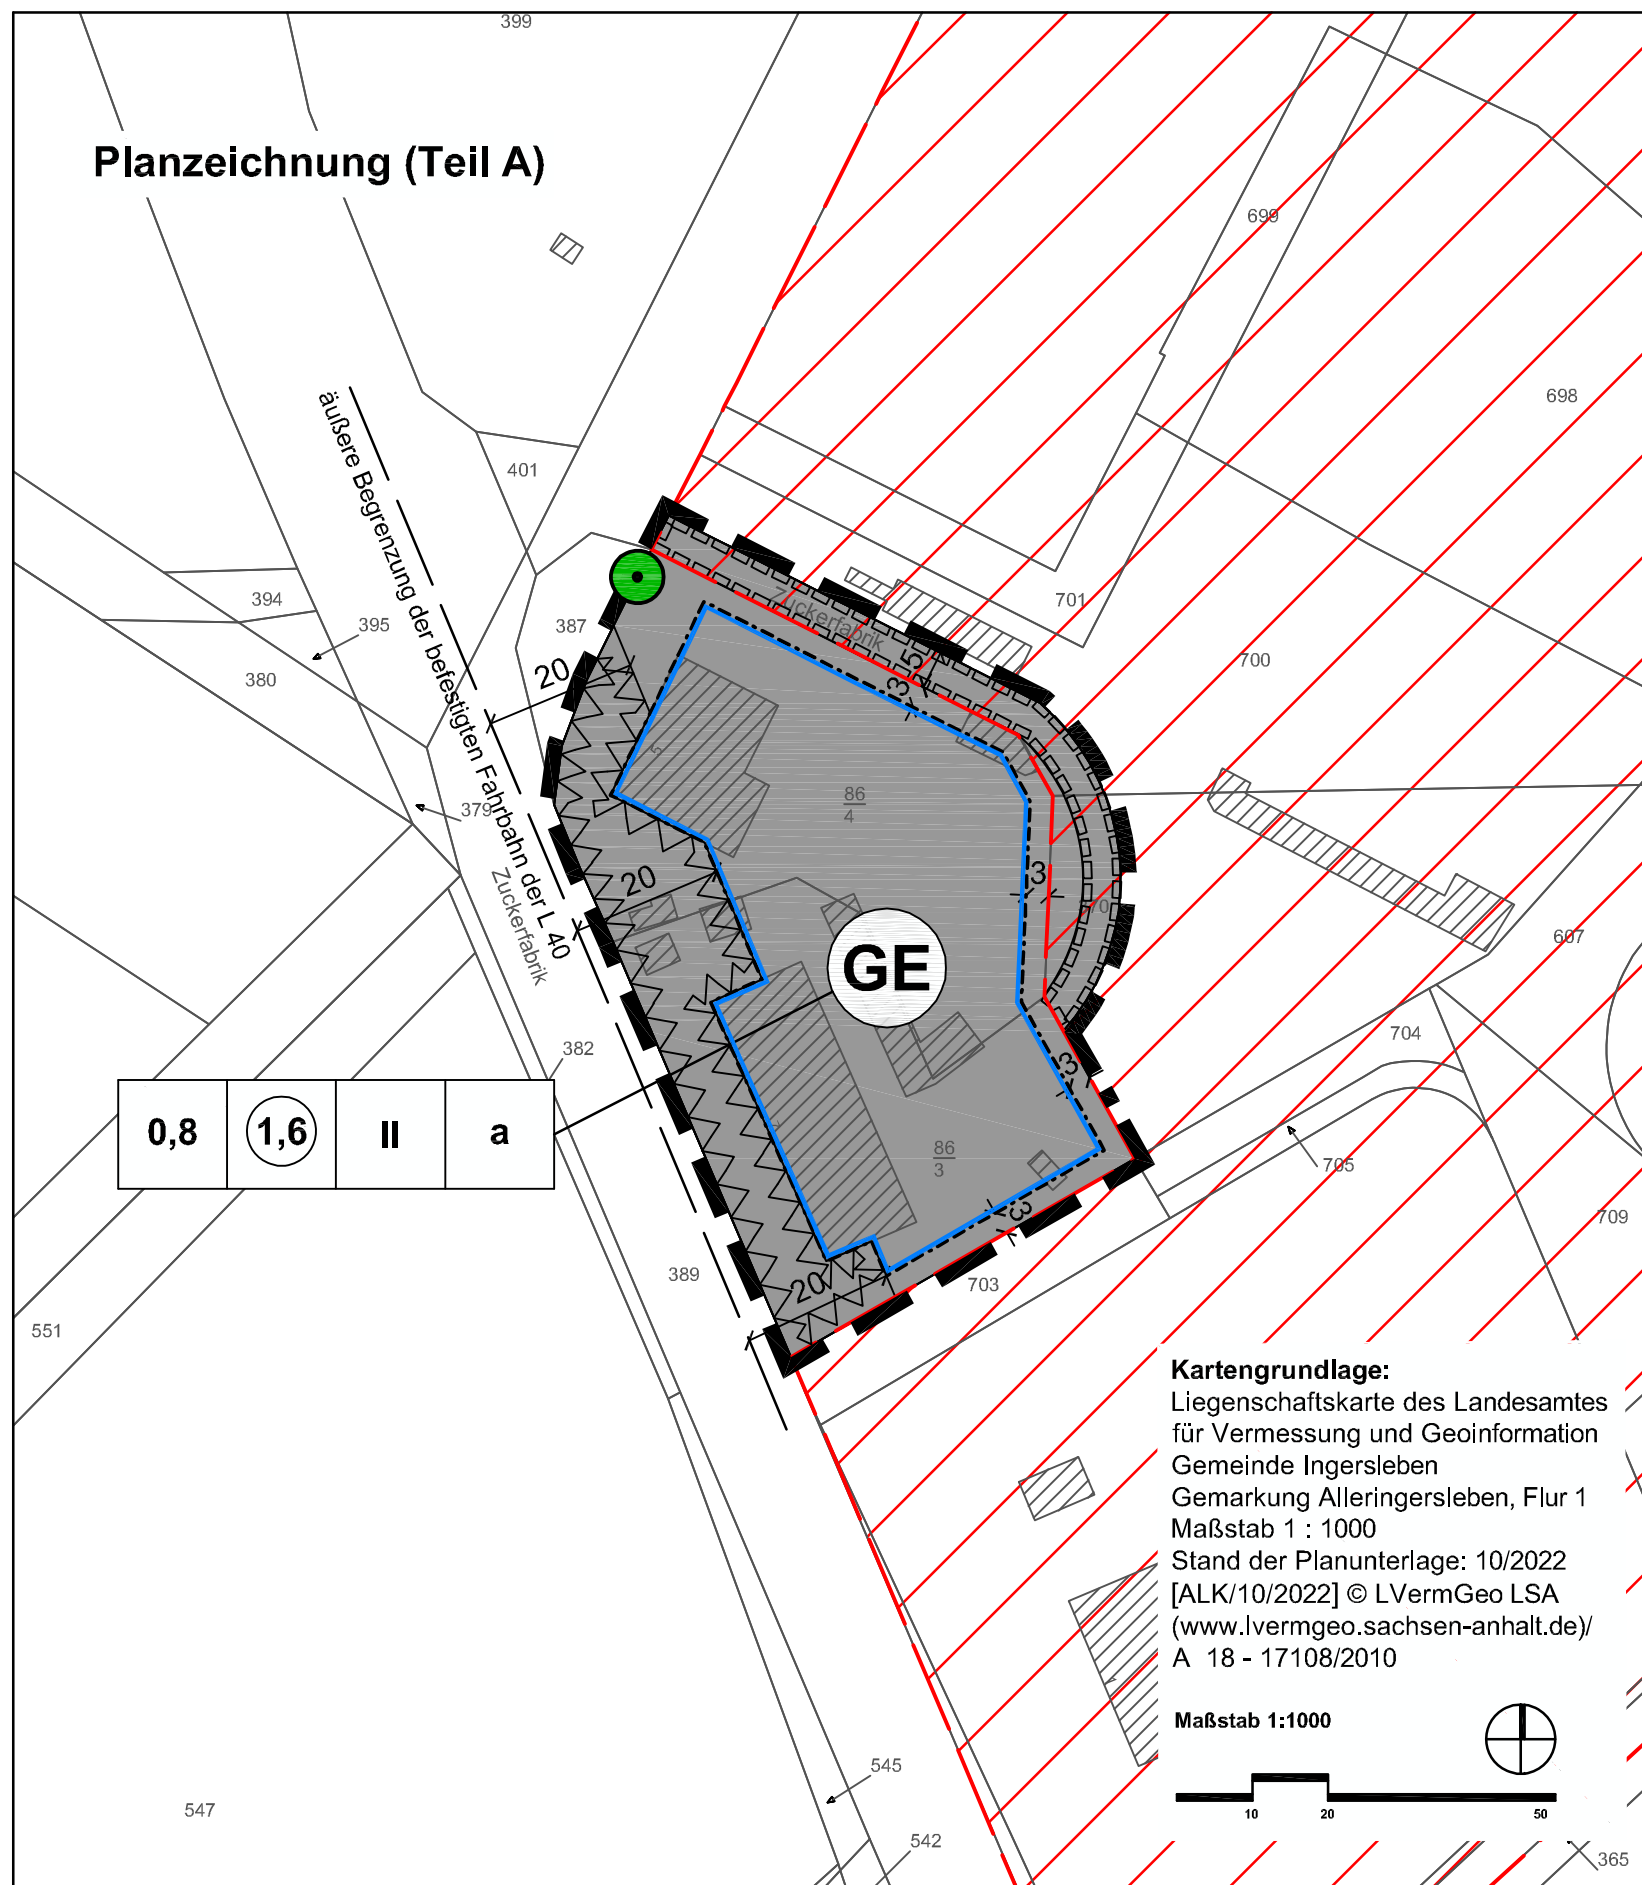 399
Planzeichnung (Teil A)
699
698
äußere Begrenzung der befestigten Fahrbahn der L 40
401
394
395
387
701
380
20
Zuckerfabrik
5
3
700
86
4
379
20
3
70
Zuckerfabrik
607
GE
382
704
0,8
1,6
II
a
3
86
3
705
3
709
389
20
703
551
Kartengrundlage:
Liegenschaftskarte des Landesamtes
für Vermessung und Geoinformation
Gemeinde Ingersleben
Gemarkung Alleringersleben, Flur 1
Maßstab 1 : 1000
Stand der Planunterlage: 10/2022
[ALK/10/2022] © LVermGeo LSA
(www.lvermgeo.sachsen-anhalt.de)/
A 18 - 17108/2010
Maßstab 1:1000
10
20
50
545
547
542
365